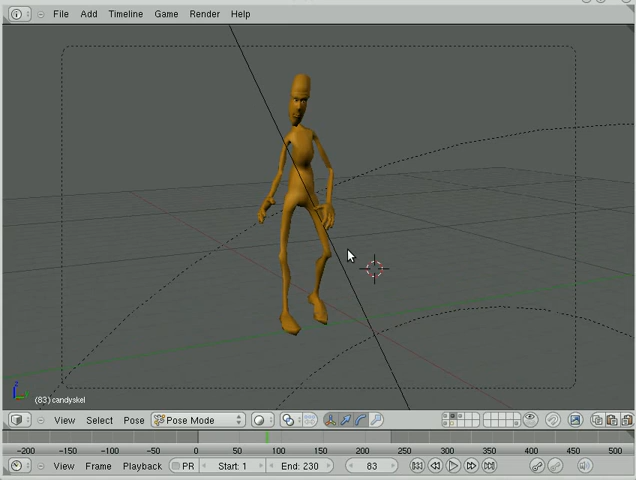 File Add Timeline Game Render Help
z
(83) candyskel
View Select Pose Pose Mode
-200 -150 -100 -50 0 50 100 150 200 250 300 350 400 450 500
View Frame Playback PR Start: 1 End: 230 83